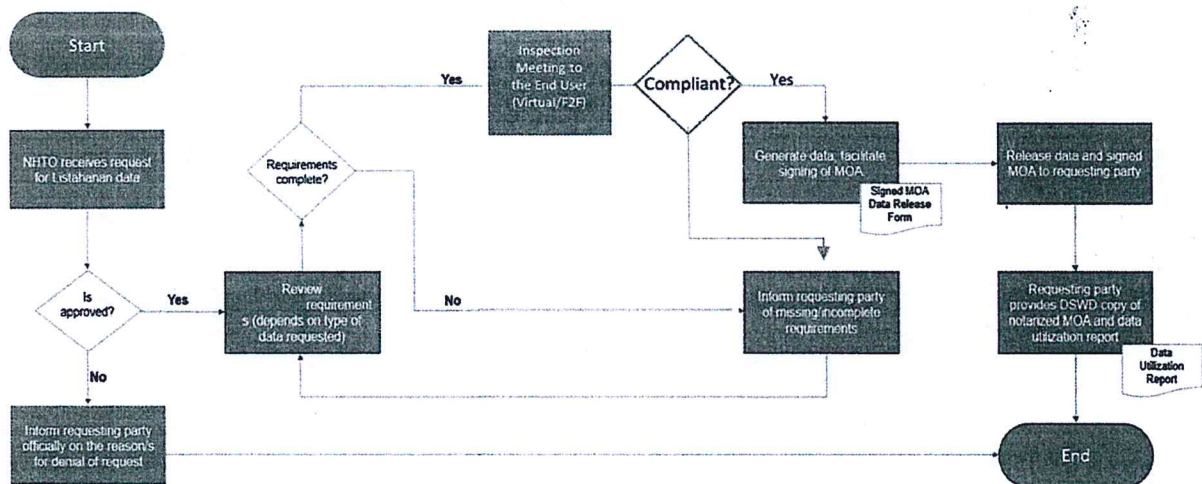 Start
NHTO receives request
for Listahanan data
Is
approved?
Yes
No
Inform requesting party
officially on the reason/s
for denial of request
Review
requirement
s (depends on type of
data requested)
Requirements
complete?
Yes
No
Inspection
Meeting to
the End User
(Virtual/F2F)
Compliant?
Yes
Generate data, facilitate
signing of MOA
Signed MOA
Data Release
Form
Inform requesting party
of missing/incomplete
requirements
Release data and signed
MOA to requesting party
Requesting party
provides DSWD copy of
notarized MOA and data
utilization report
Data
Utilization
Report
End